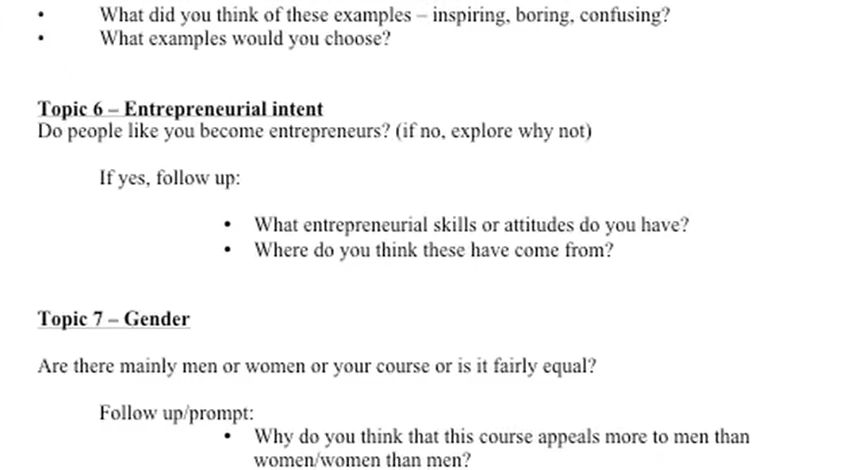 • What did you think of these examples – inspiring, boring, confusing?
• What examples would you choose?
Topic 6 – Entrepreneurial intent
Do people like you become entrepreneurs? (if no, explore why not)
If yes, follow up:
• What entrepreneurial skills or attitudes do you have?
• Where do you think these have come from?
Topic 7 – Gender
Are there mainly men or women or your course or is it fairly equal?
Follow up/prompt:
• Why do you think that this course appeals more to men than
women/women than men?